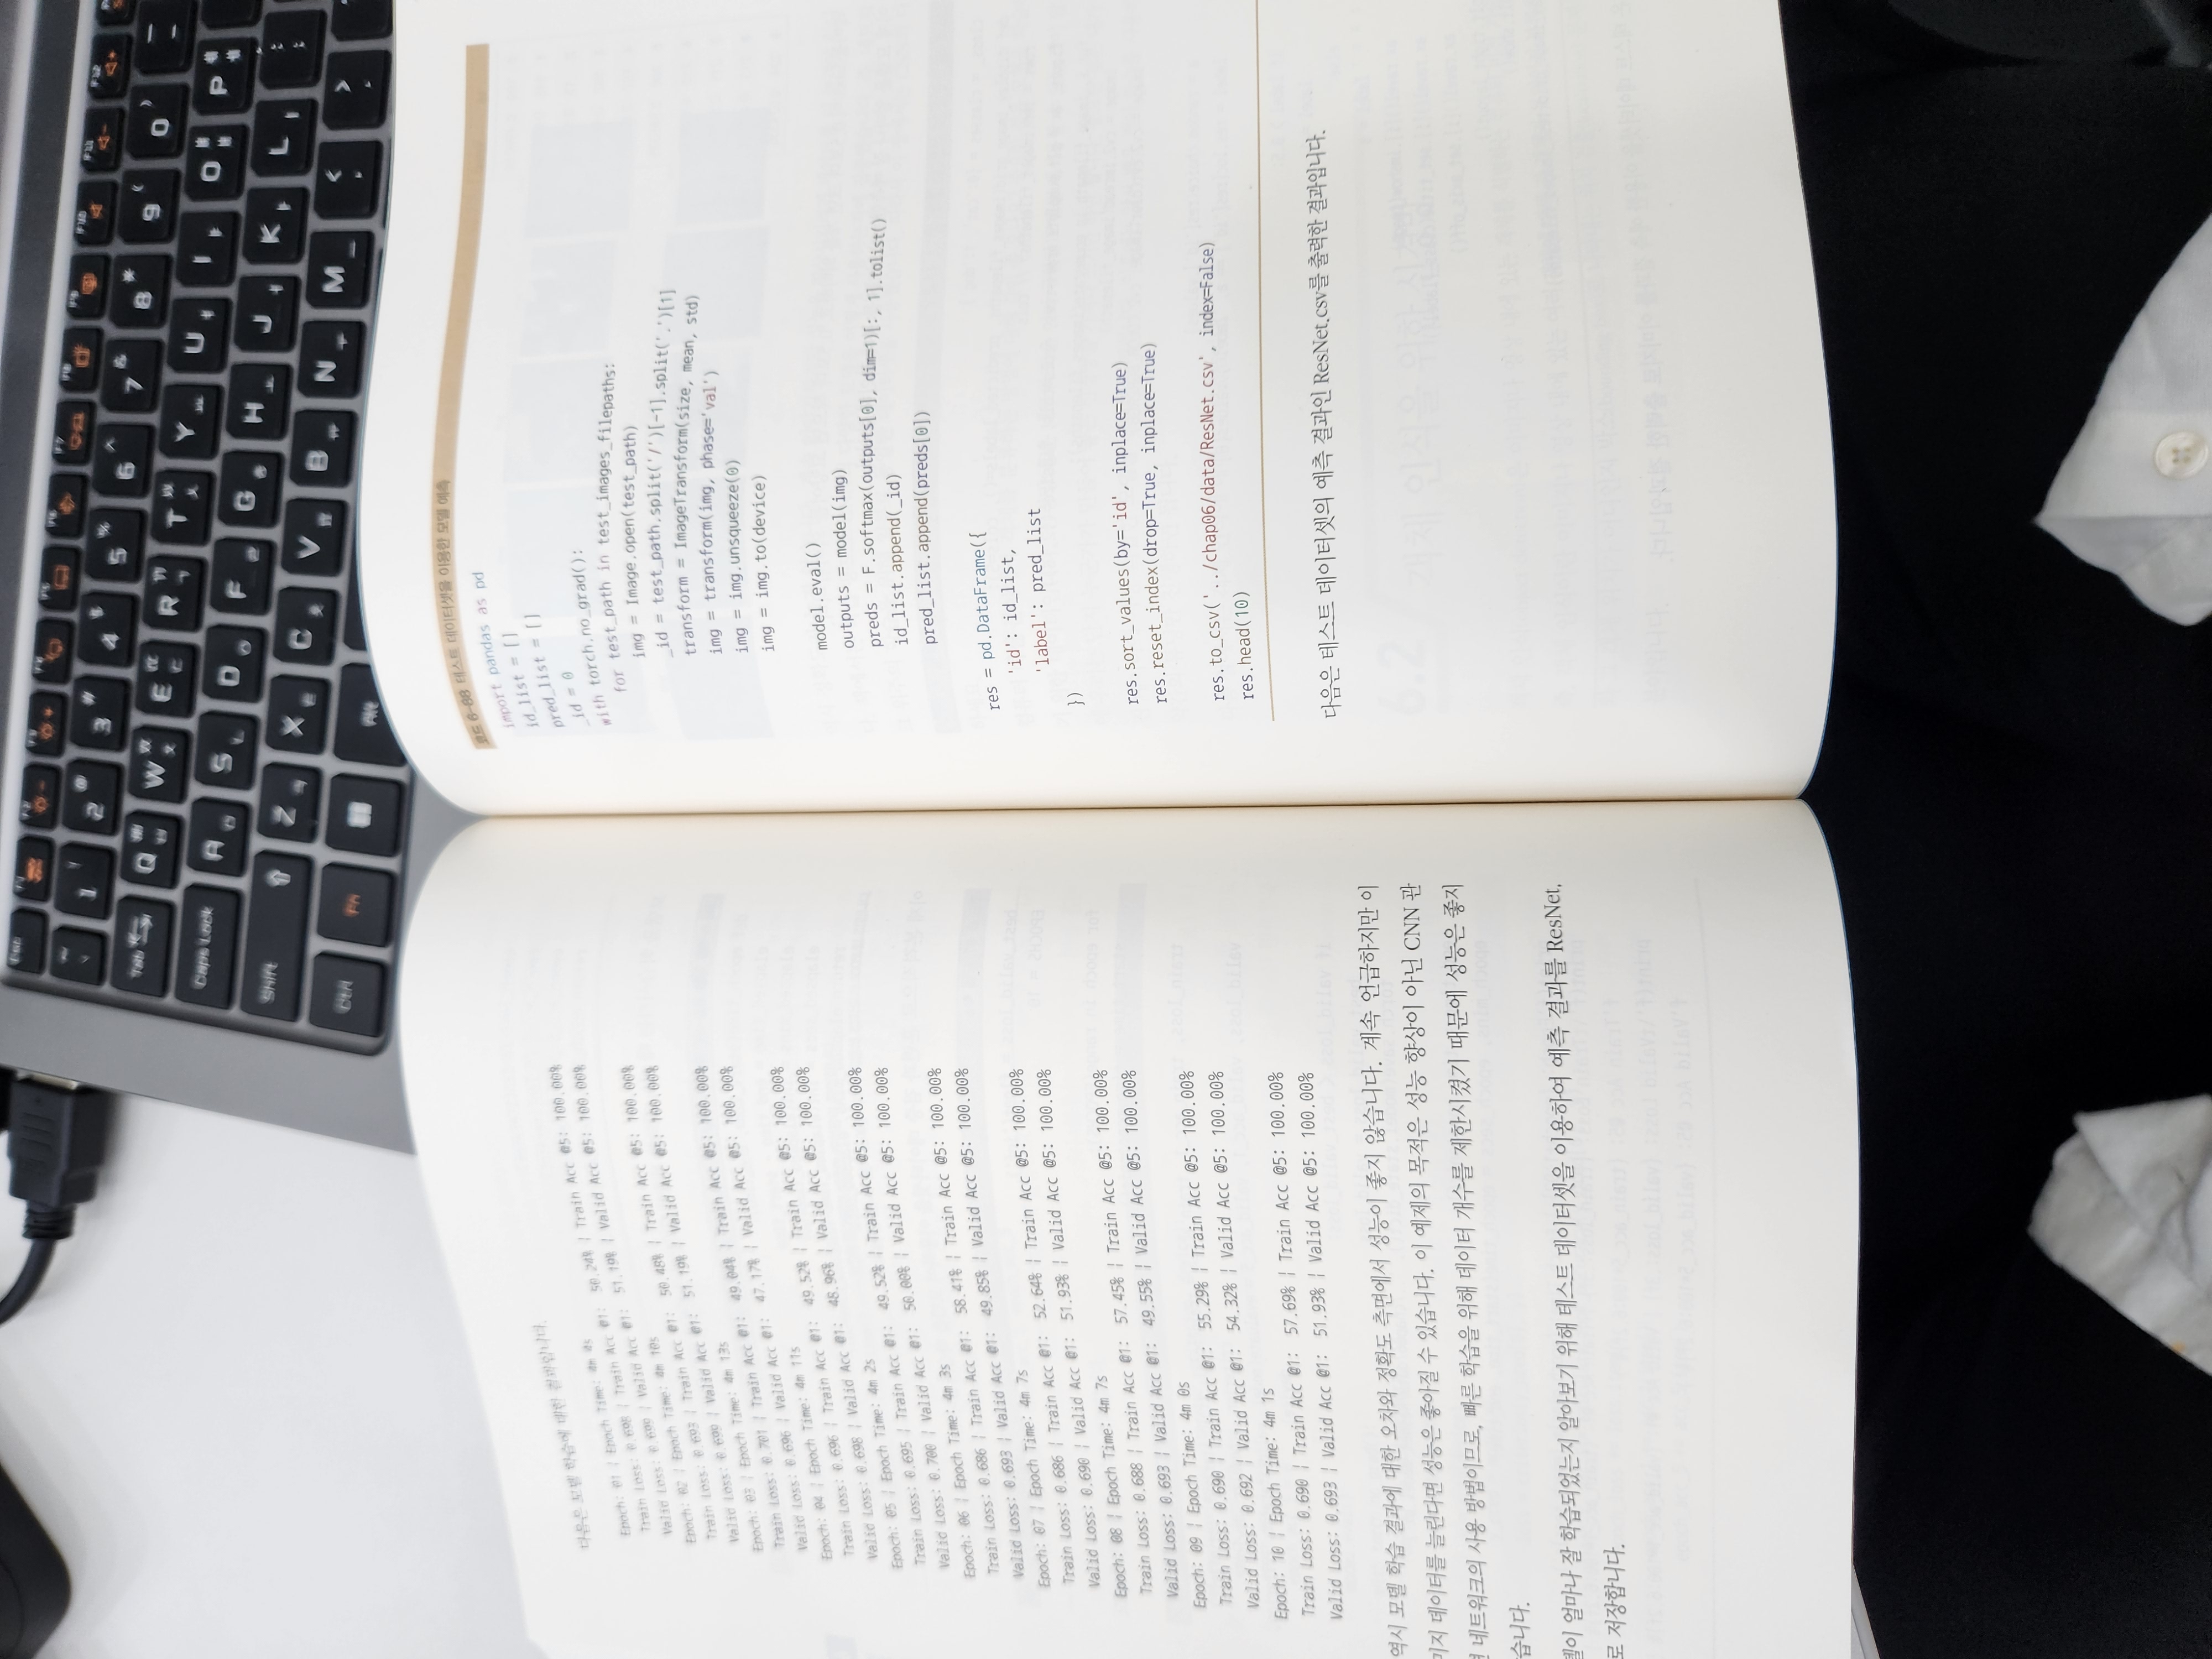 다음은 모델 학습에 대한 결과입니다.
Epoch: 01 | Epoch Time: 4m 4s
Train Loss: 0.698 | Train Acc @1: 50.24% | Train Acc @5: 100.00%
Valid Loss: 0.699 | Valid Acc @1: 51.19% | Valid Acc @5: 100.00%
Epoch: 02 | Epoch Time: 4m 10s
Train Loss: 0.693 | Train Acc @1: 50.48% | Train Acc @5: 100.00%
Valid Loss: 0.699 | Valid Acc @1: 51.19% | Valid Acc @5: 100.00%
Epoch: 03 | Epoch Time: 4m 13s
Train Loss: 0.701 | Train Acc @1: 49.04% | Train Acc @5: 100.00%
Valid Loss: 0.696 | Valid Acc @1: 47.17% | Valid Acc @5: 100.00%
Epoch: 04 | Epoch Time: 4m 11s
Train Loss: 0.696 | Train Acc @1: 49.52% | Train Acc @5: 100.00%
Valid Loss: 0.698 | Valid Acc @1: 48.96% | Valid Acc @5: 100.00%
Epoch: 05 | Epoch Time: 4m 2s
Train Loss: 0.695 | Train Acc @1: 49.52% | Train Acc @5: 100.00%
Valid Loss: 0.700 | Valid Acc @1: 50.00% | Valid Acc @5: 100.00%
Epoch: 06 | Epoch Time: 4m 3s
Train Loss: 0.686 | Train Acc @1: 58.41% | Train Acc @5: 100.00%
Valid Loss: 0.693 | Valid Acc @1: 49.85% | Valid Acc @5: 100.00%
Epoch: 07 | Epoch Time: 4m 7s
Train Loss: 0.686 | Train Acc @1: 52.64% | Train Acc @5: 100.00%
Valid Loss: 0.690 | Valid Acc @1: 51.93% | Valid Acc @5: 100.00%
Epoch: 08 | Epoch Time: 4m 7s
Train Loss: 0.688 | Train Acc @1: 57.45% | Train Acc @5: 100.00%
Valid Loss: 0.693 | Valid Acc @1: 49.55% | Valid Acc @5: 100.00%
Epoch: 09 | Epoch Time: 4m 0s
Train Loss: 0.690 | Train Acc @1: 55.29% | Train Acc @5: 100.00%
Valid Loss: 0.692 | Valid Acc @1: 54.32% | Valid Acc @5: 100.00%
Epoch: 10 | Epoch Time: 4m 1s
Train Loss: 0.690 | Train Acc @1: 57.69% | Train Acc @5: 100.00%
Valid Loss: 0.693 | Valid Acc @1: 51.93% | Valid Acc @5: 100.00%
역시 모델 학습 결과에 대한 오차와 정확도 측면에서 성능이 좋지 않습니다. 계속 언급하지만 이
미지 데이터를 늘린다면 성능은 좋아질 수 있습니다. 이 예제의 목적은 성능 향상이 아닌 CNN 관
네트워크의 사용 방법이므로, 빠른 학습을 위해 데이터 개수를 제한시켰기 때문에 성능은 좋지
습니다.
델이 얼마나 잘 학습되었는지 알아보기 위해 테스트 데이터셋을 이용하여 예측 결과를 ResNet.
로 저장합니다.
코드 6-68 테스트 데이터셋을 이용한 모델 예측
import pandas as pd
id_list = []
pred_list = []
_id = 0
with torch.no_grad():
for test_path in test_images_filepaths:
img = Image.open(test_path)
_id = test_path.split('/')[-1].split('.')[1]
transform = ImageTransform(size, mean, std)
img = transform(img, phase='val')
img = img.unsqueeze(0)
img = img.to(device)
model.eval()
outputs = model(img)
preds = F.softmax(outputs[0], dim=1)[:, 1].tolist()
id_list.append(_id)
pred_list.append(preds[0])
res = pd.DataFrame({
'id': id_list,
'label': pred_list
})
res.sort_values(by='id', inplace=True)
res.reset_index(drop=True, inplace=True)
res.to_csv('../chap06/data/ResNet.csv', index=False)
res.head(10)
다음은 테스트 데이터셋의 예측 결과인 ResNet.csv를 출력한 결과입니다.
Esc F1 F2 F3 F4 F5 F6 F7 F8 F9 F10 F11 F12
1 2 3 4 5 6 7 8 9 0
Tab Q W E R T Y U I O P
Caps Lock A S D F G H J K L
Shift Z X C V B N M < >
Ctrl Fn Alt